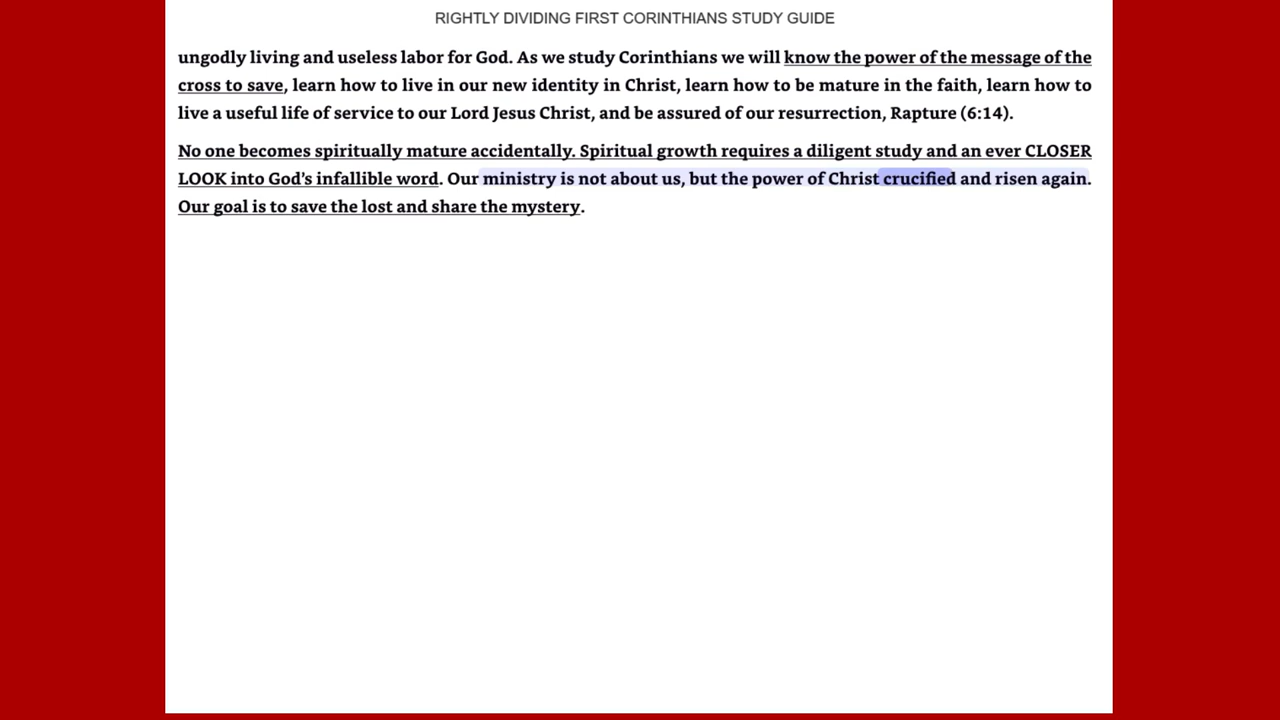 RIGHTLY DIVIDING FIRST CORINTHIANS STUDY GUIDE
ungodly living and useless labor for God. As we study Corinthians we will know the power of the message of the
cross to save, learn how to live in our new identity in Christ, learn how to be mature in the faith, learn how to
live a useful life of service to our Lord Jesus Christ, and be assured of our resurrection, Rapture (6:14).
No one becomes spiritually mature accidentally. Spiritual growth requires a diligent study and an ever CLOSER
LOOK into God’s infallible word. Our ministry is not about us, but the power of Christ crucified and risen again.
Our goal is to save the lost and share the mystery.